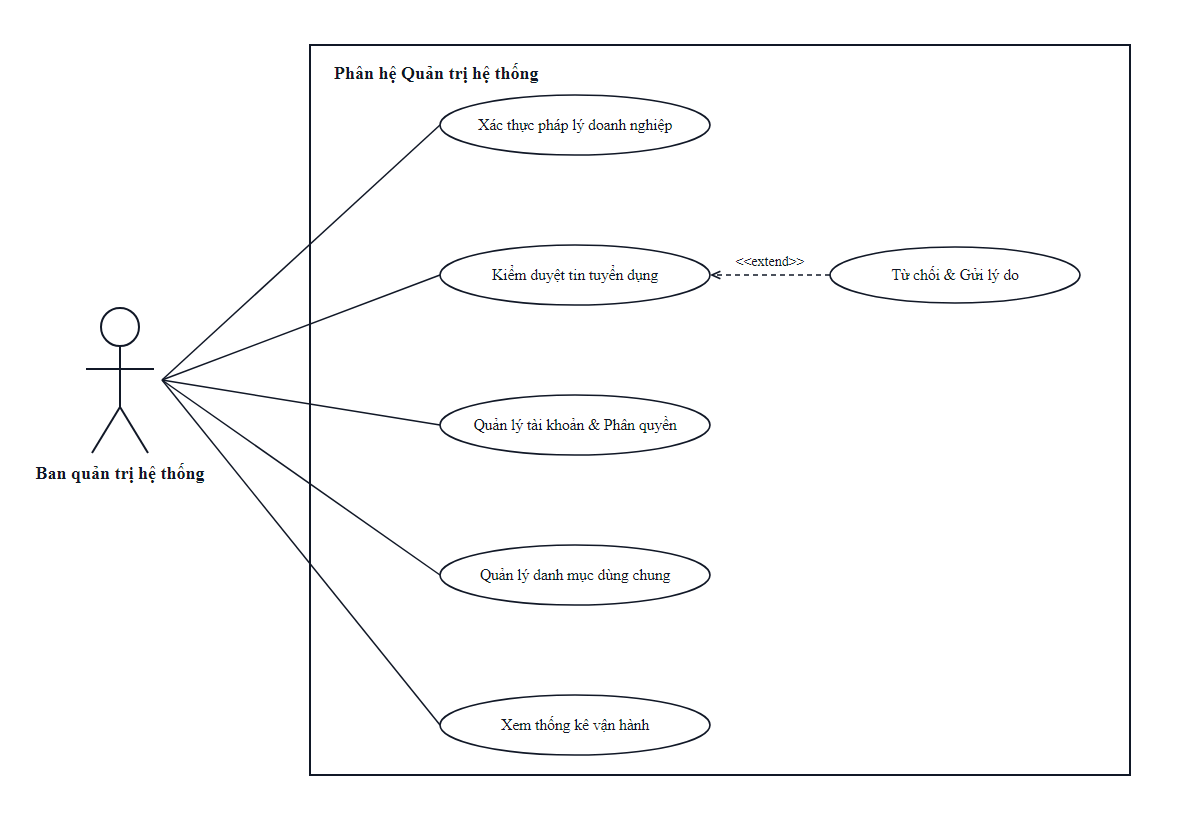 Phân hệ Quản trị hệ thống
Xác thực pháp lý doanh nghiệp
Kiểm duyệt tin tuyển dụng
<<extend>>
Từ chối & Gửi lý do
Quản lý tài khoản & Phân quyền
Ban quản trị hệ thống
Quản lý danh mục dùng chung
Xem thống kê vận hành